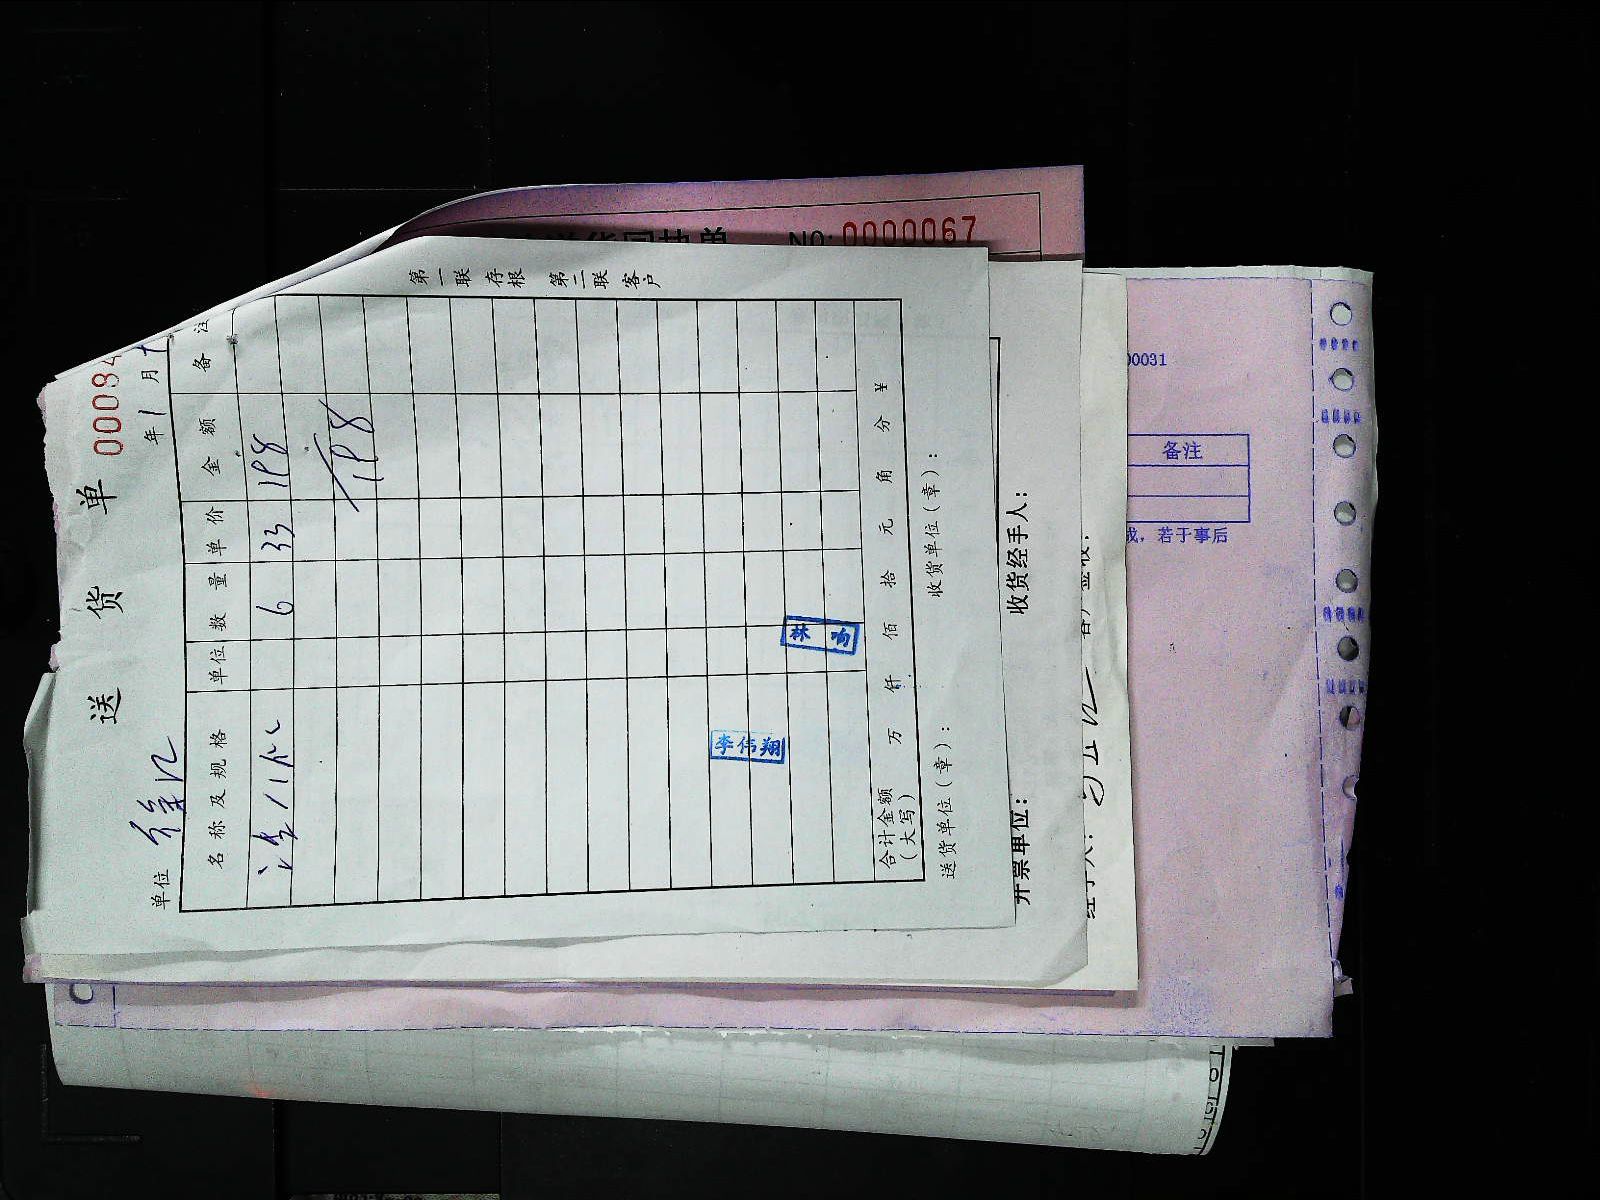 送 货 单
00084
单位 徐记
年 1 月
名称及规格 单位 数量 单价 金额 备注
6 33 198
198
李伟翔
林响
合计金额(大写) 万 仟 佰 拾 元 角 分 ¥
送货单位(章): 收货单位(章):
第一联 存根 第二联 客户
NO: 0000067
开票单位: 收货经手人:
00031
备注
若于事后